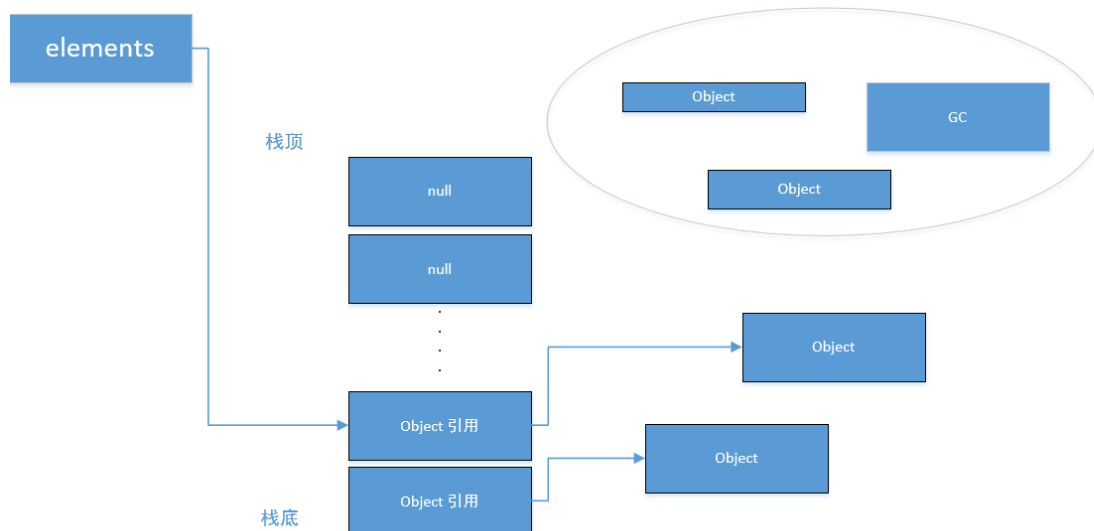 elements
Object
GC
栈顶
null
Object
null
Object
Object 引用
Object
Object 引用
栈底